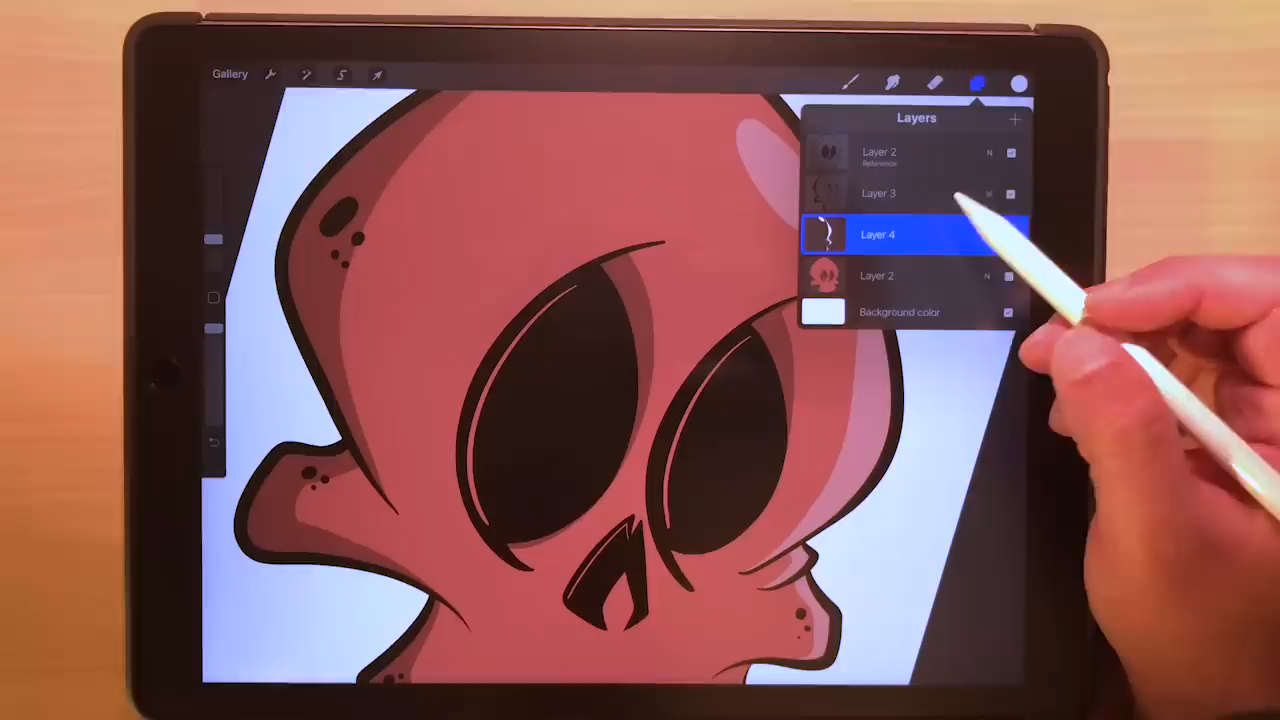 Gallery
Layers
Layer 2
N
Reference
Layer 3
N
Layer 4
Layer 2
N
Background color